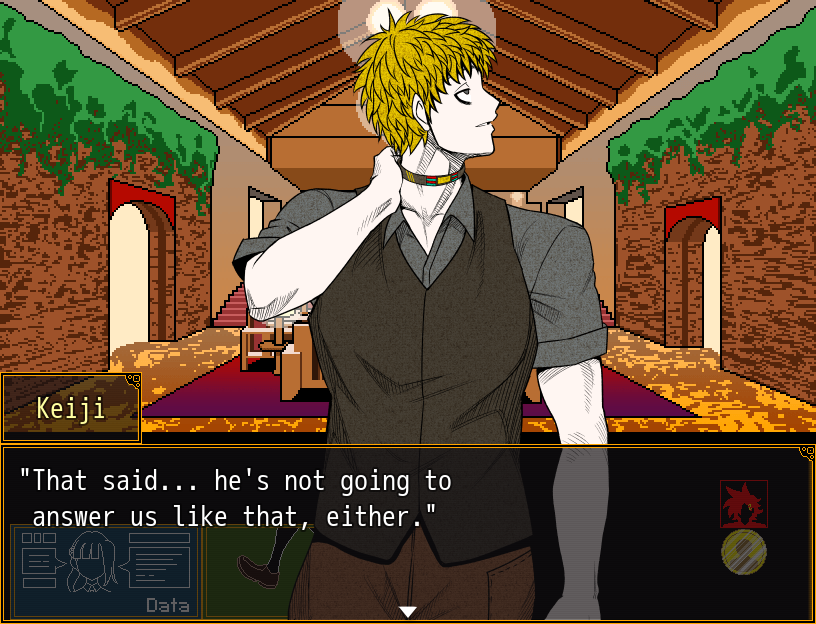 Keiji
"That said... he's not going to
answer us like that, either."
Data